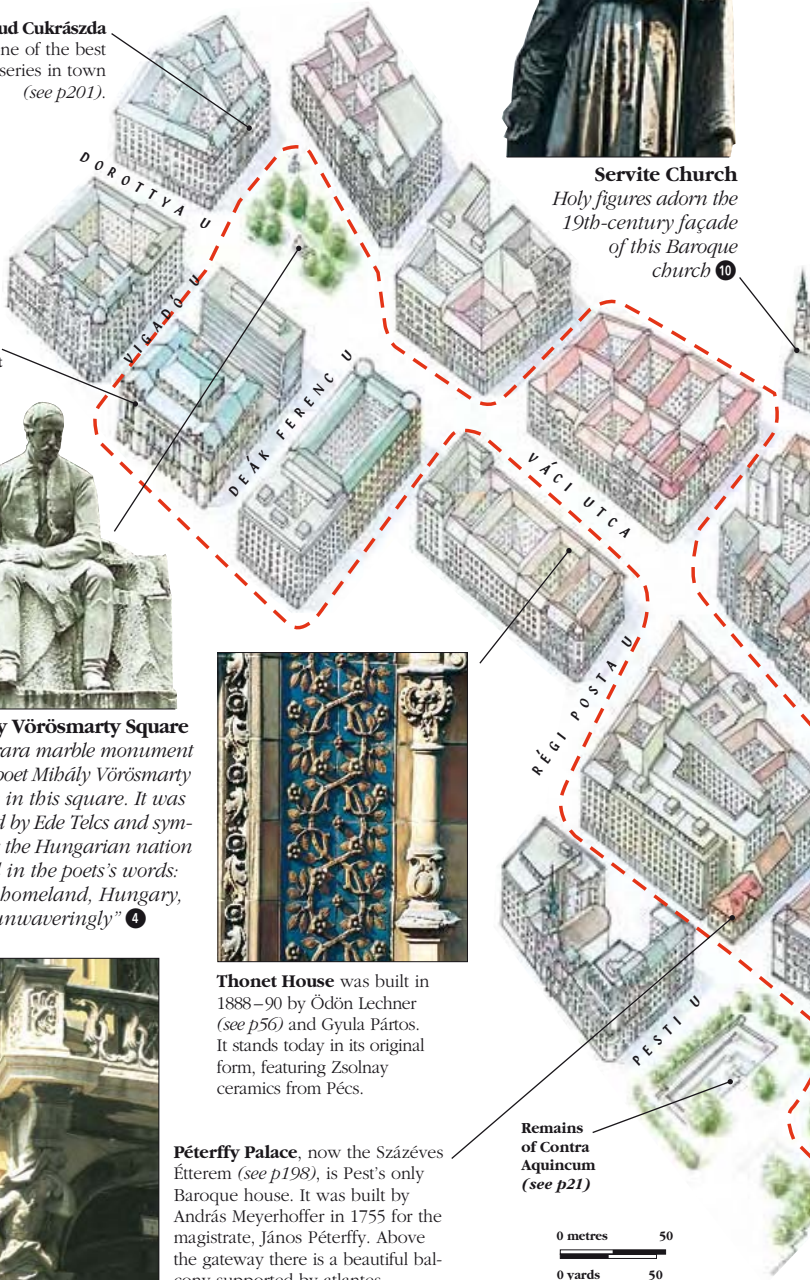 ud Cukrászda
ne of the best
series in town
(see p201).
DOROTTYA U
VIGADÓ U
DEÁK FERENC U
VÁCI UTCA
RÉGI POSTA U
PESTI U
Servite Church
Holy figures adorn the
19th-century façade
of this Baroque
church 10
t
y Vörösmarty Square
rara marble monument
poet Mihály Vörösmarty
in this square. It was
d by Ede Telcs and sym-
the Hungarian nation
d in the poets's words:
homeland, Hungary,
unwaveringly” 4
Thonet House was built in
1888–90 by Ödön Lechner
(see p56) and Gyula Pártos.
It stands today in its original
form, featuring Zsolnay
ceramics from Pécs.
Péterffy Palace, now the Százéves
Étterem (see p198), is Pest's only
Baroque house. It was built by
András Meyerhoffer in 1755 for the
magistrate, János Péterffy. Above
the gateway there is a beautiful bal-
cony supported by atlantes.
Remains
of Contra
Aquincum
(see p21)
0 metres 50
0 yards 50